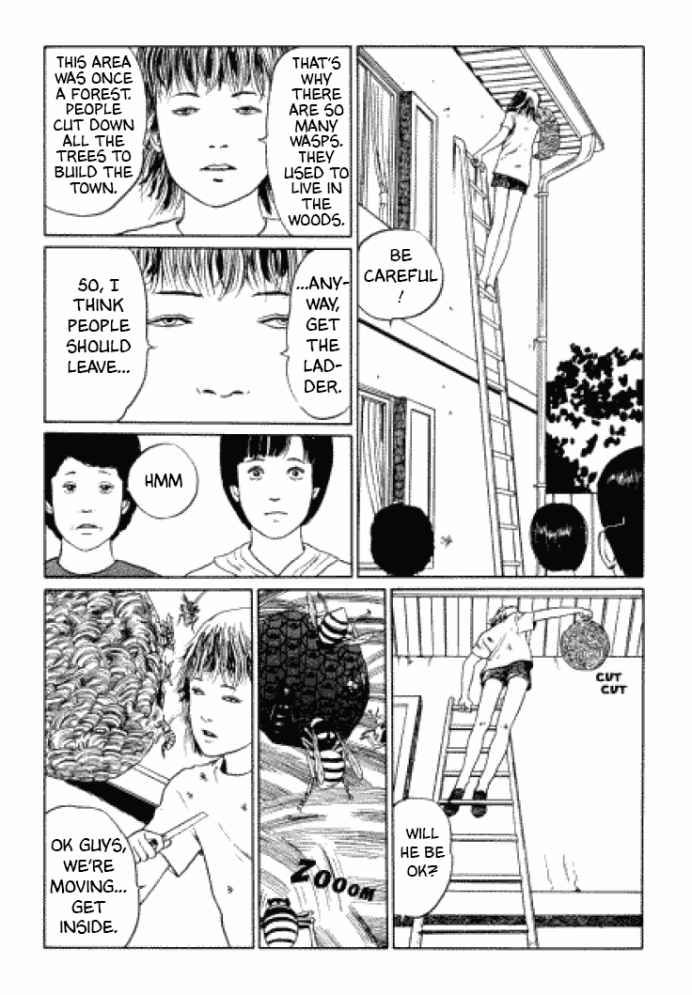 THIS AREA
WAS ONCE
A FOREST.
PEOPLE
CUT DOWN
ALL THE
TREES TO
BUILD THE
TOWN.
THAT'S
WHY
THERE
ARE SO
MANY
WASPS.
THEY
USED TO
LIVE IN
THE
WOODS.
SO, I
THINK
PEOPLE
SHOULD
LEAVE...
...ANY-
WAY,
GET
THE
LAD-
DER.
HMM
BE
CAREFUL
!
OK GUYS,
WE'RE
MOVING...
GET
INSIDE.
ZOOOM
CUT
CUT
WILL
HE BE
OK?